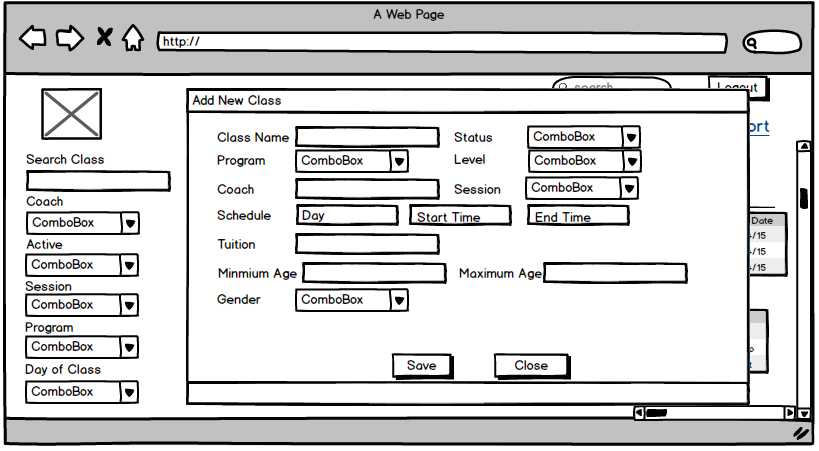 A Web Page
http://
search
Logout
Add New Class
ort
Class Name
Status ComboBox
Search Class
Program ComboBox
Level ComboBox
Coach
Session ComboBox
Coach
ComboBox
Schedule Day Start Time End Time
Date
/15
Active
Tuition
/15
ComboBox
Minmium Age
Maximum Age
/15
Session
ComboBox
Gender ComboBox
Program
ComboBox
Day of Class
Save
Close
ComboBox